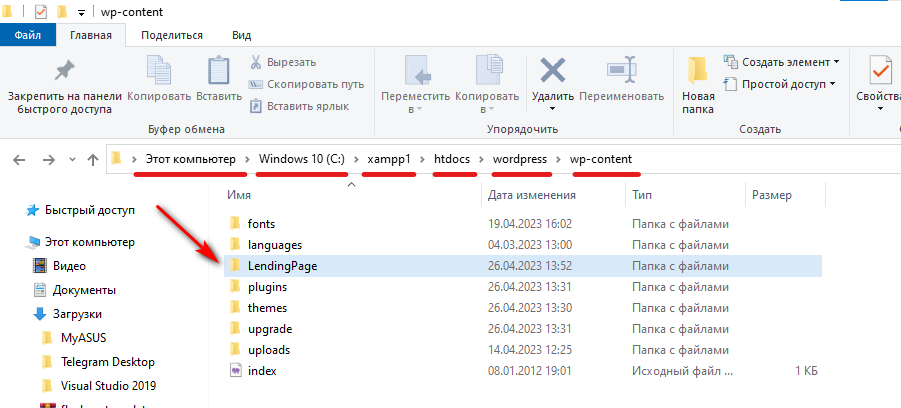 wp-content
Файл Главная Поделиться Вид
Закрепить на панели быстрого доступа
Копировать
Вставить
Вырезать
Скопировать путь
Вставить ярлык
Буфер обмена
Переместить в
Копировать в
Удалить
Переименовать
Упорядочить
Новая папка
Создать элемент
Простой доступ
Создать
Свойства
Этот компьютер > Windows 10 (C:) > xampp1 > htdocs > wordpress > wp-content
Быстрый доступ
Этот компьютер
Видео
Документы
Загрузки
MyASUS
Telegram Desktop
Visual Studio 2019
Имя Дата изменения Тип Размер
fonts 19.04.2023 16:02 Папка с файлами
languages 04.03.2023 13:00 Папка с файлами
LendingPage 26.04.2023 13:52 Папка с файлами
plugins 26.04.2023 13:31 Папка с файлами
themes 26.04.2023 13:30 Папка с файлами
upgrade 26.04.2023 13:31 Папка с файлами
uploads 14.04.2023 12:25 Папка с файлами
index 08.01.2012 19:01 Исходный файл ... 1 КБ